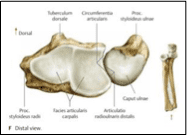 Tuberculum
dorsale
Circumferentia
articularis
Proc.
styloideus ulnae
Dorsal
Proc.
styloideus radii
Facies articularis
carpalis
Articulatio
radioulnaris distalis
Caput ulnae
F Distal view.